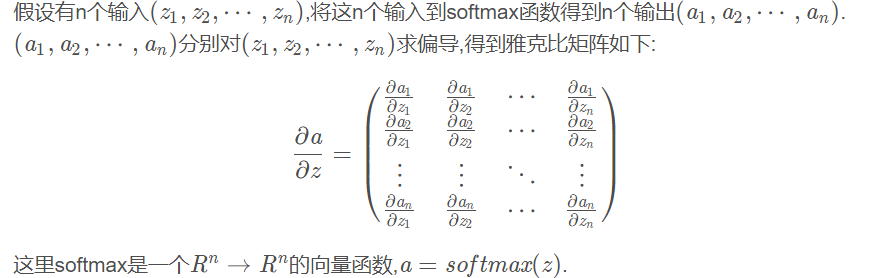 假设有n个输入(z₁, z₂, ⋯, zₙ),将这n个输入到softmax函数得到n个输出(a₁, a₂, ⋯, aₙ).
(a₁, a₂, ⋯, aₙ)分别对(z₁, z₂, ⋯, zₙ)求偏导,得到雅克比矩阵如下:
∂a/∂z = ( ∂a₁/∂z₁ ∂a₁/∂z₂ ⋯ ∂a₁/∂zₙ
∂a₂/∂z₁ ∂a₂/∂z₂ ⋯ ∂a₂/∂zₙ
⋮ ⋮ ⋱ ⋮
∂aₙ/∂z₁ ∂aₙ/∂z₂ ⋯ ∂aₙ/∂zₙ )
这里softmax是一个Rⁿ → Rⁿ的向量函数,a = softmax(z).